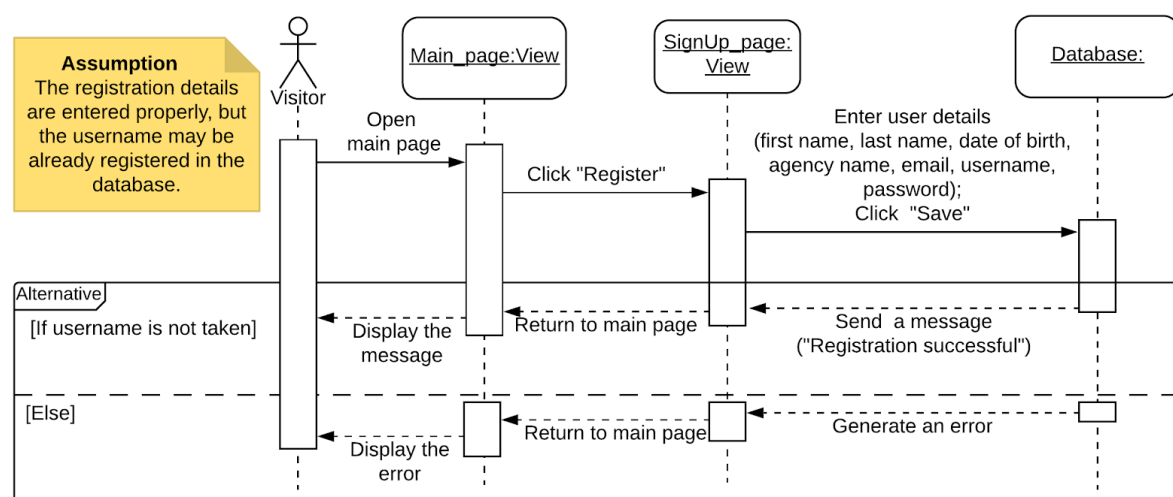 Assumption
The registration details
are entered properly, but
the username may be
already registered in the
database.
Visitor
Main_page:View
SignUp_page:
View
Database:
Open
main page
Click "Register"
Enter user details
(first name, last name, date of birth,
agency name, email, username,
password);
Click "Save"
Alternative
[If username is not taken]
Display the
message
Return to main page
Send a message
("Registration successful")
[Else]
Display the
error
Return to main page
Generate an error